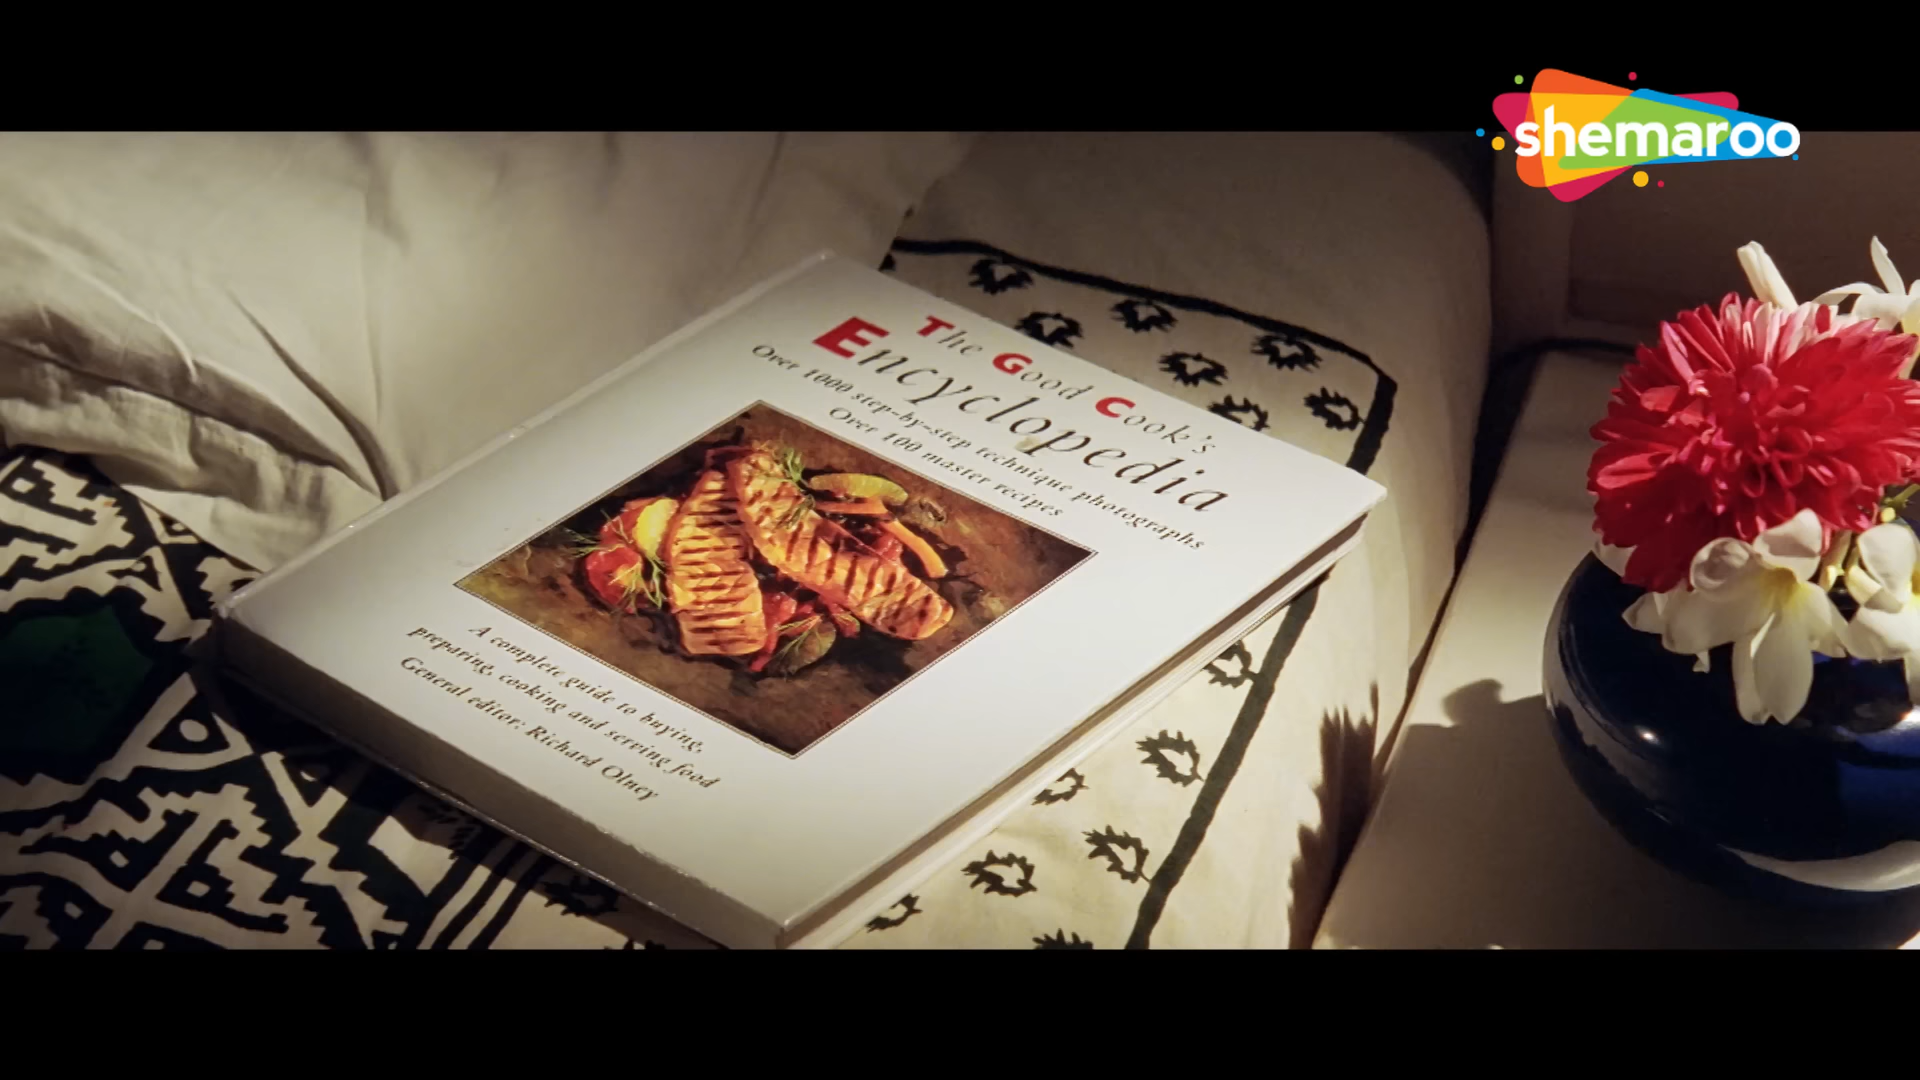 shemaroo
The Good Cook's
Encyclopedia
Over 1000 step-by-step technique photographs
Over 100 master recipes
A complete guide to buying,
preparing, cooking and serving food
General editor: Richard Olney